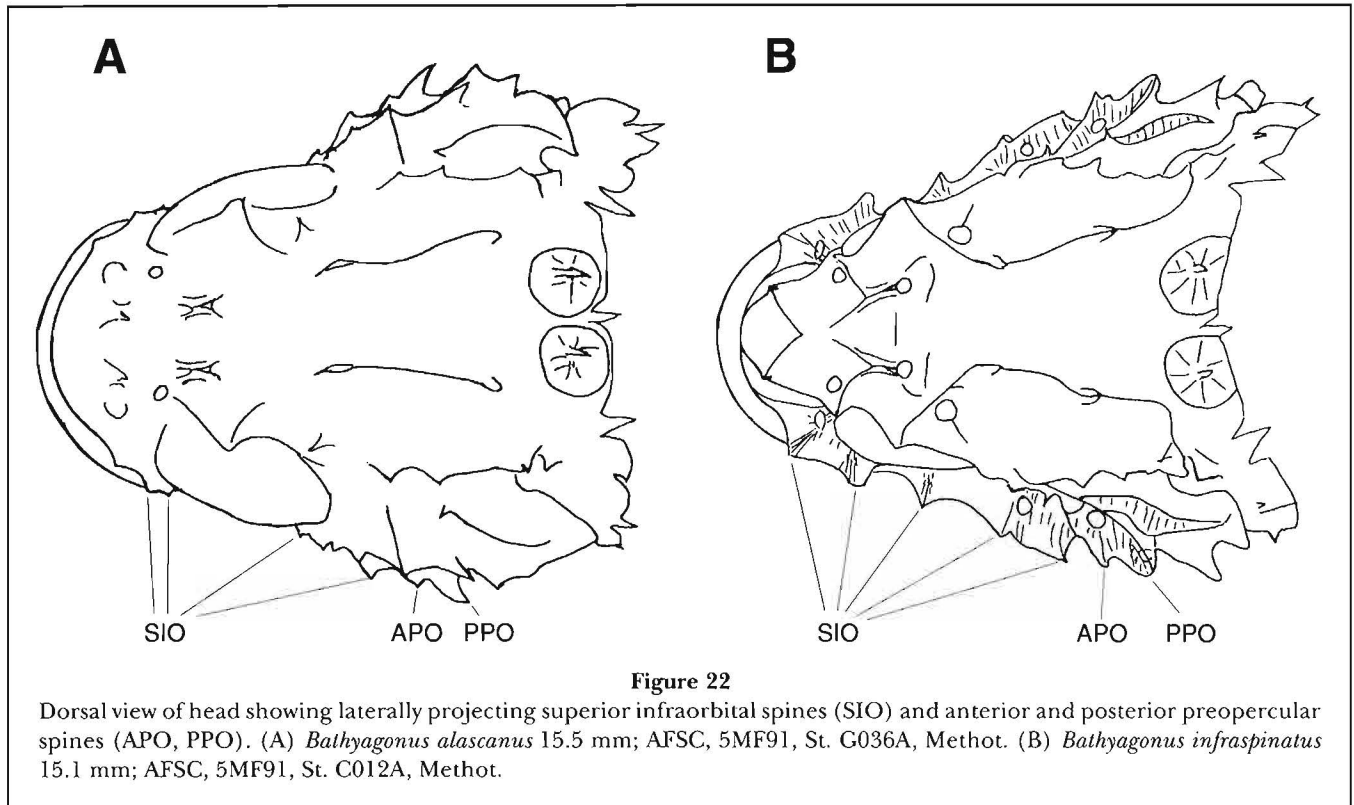 A
B
SIO
APO PPO
SIO
APO PPO
Figure 22
Dorsal view of head showing laterally projecting superior infraorbital spines (SIO) and anterior and posterior preopercular
spines (APO, PPO). (A) Bathyagonus alascanus 15.5 mm; AFSC, 5MF91, St. G036A, Methot. (B) Bathyagonus infraspinatus
15.1 mm; AFSC, 5MF91, St. C012A, Methot.